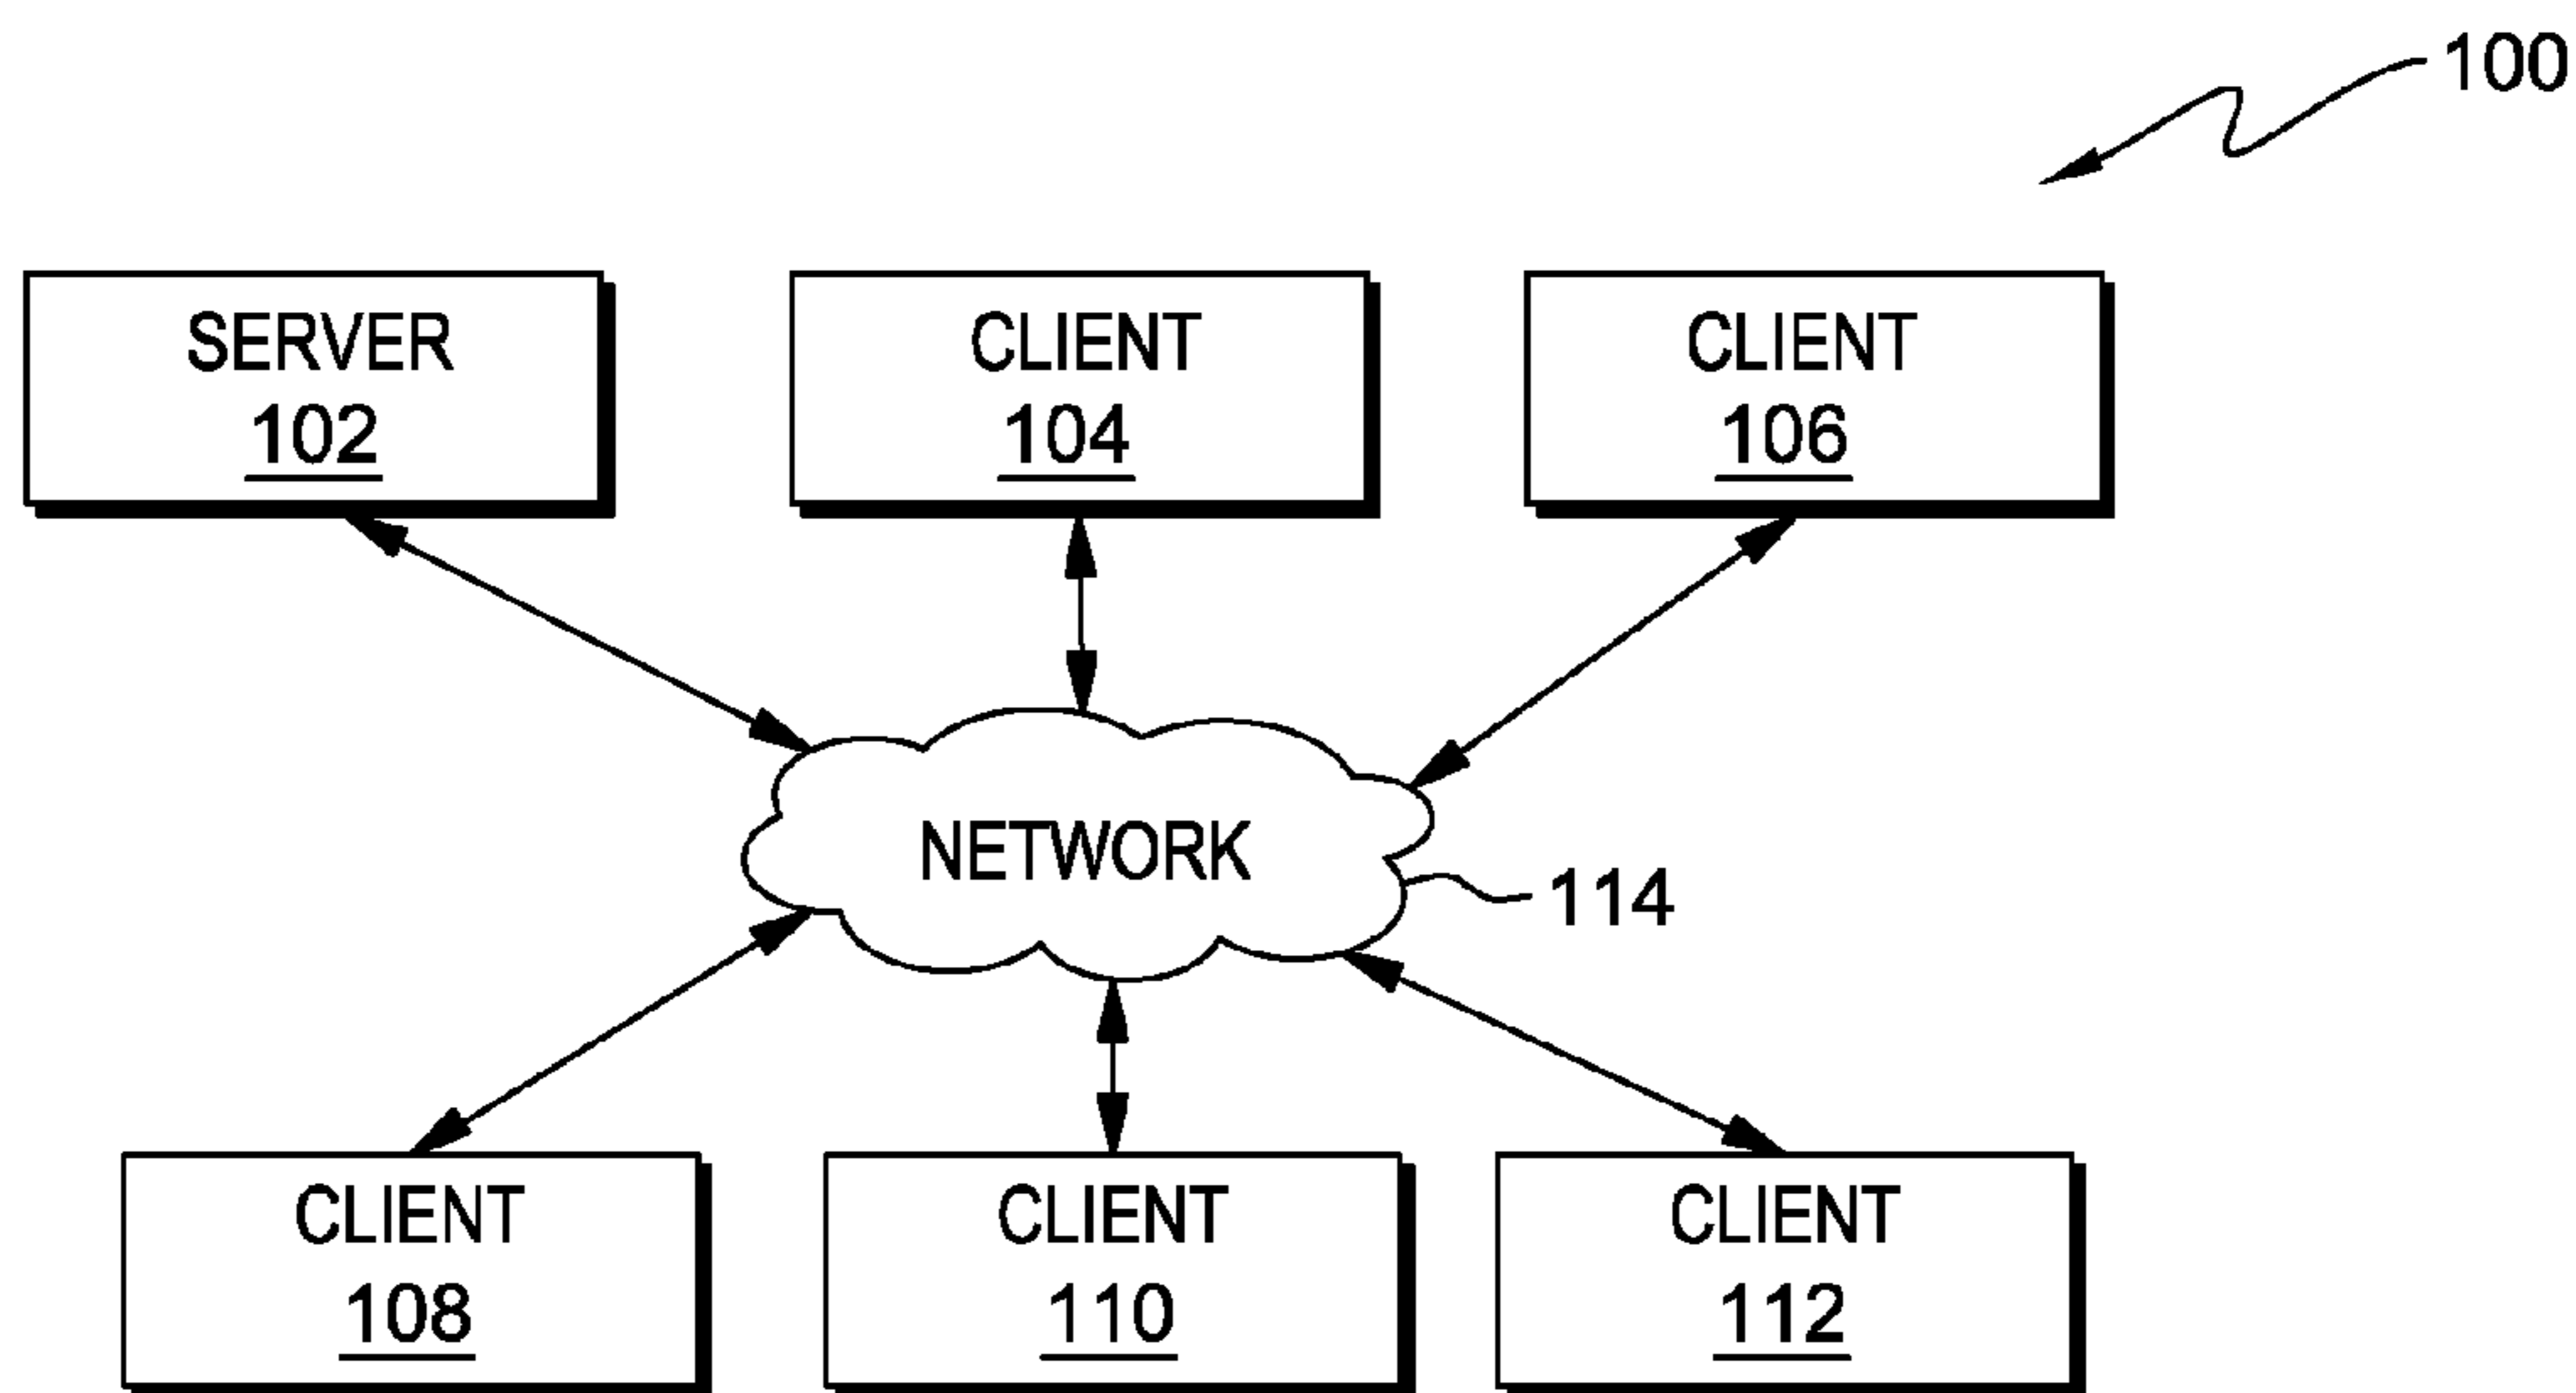 100
SERVER
102
CLIENT
104
CLIENT
106
NETWORK
114
CLIENT
108
CLIENT
110
CLIENT
112